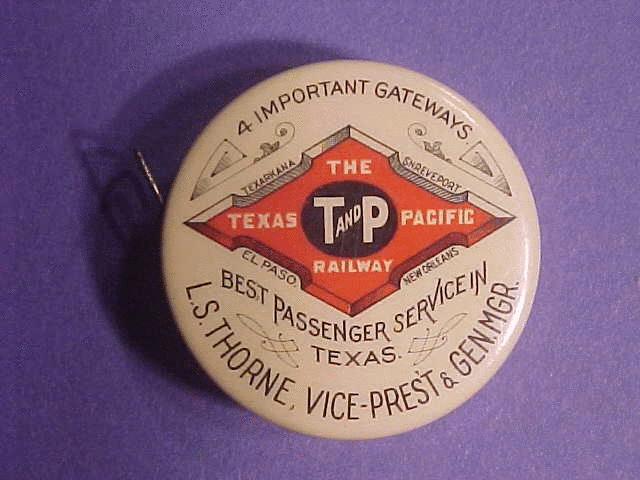 4 IMPORTANT GATEWAYS.
TEXARKANA
SHREVEPORT
THE
TEXAS T AND P PACIFIC
RAILWAY
EL PASO.
NEW ORLEANS
BEST PASSENGER SERVICE IN
TEXAS.
L.S. THORNE, VICE-PRES'T & GEN.MGR.